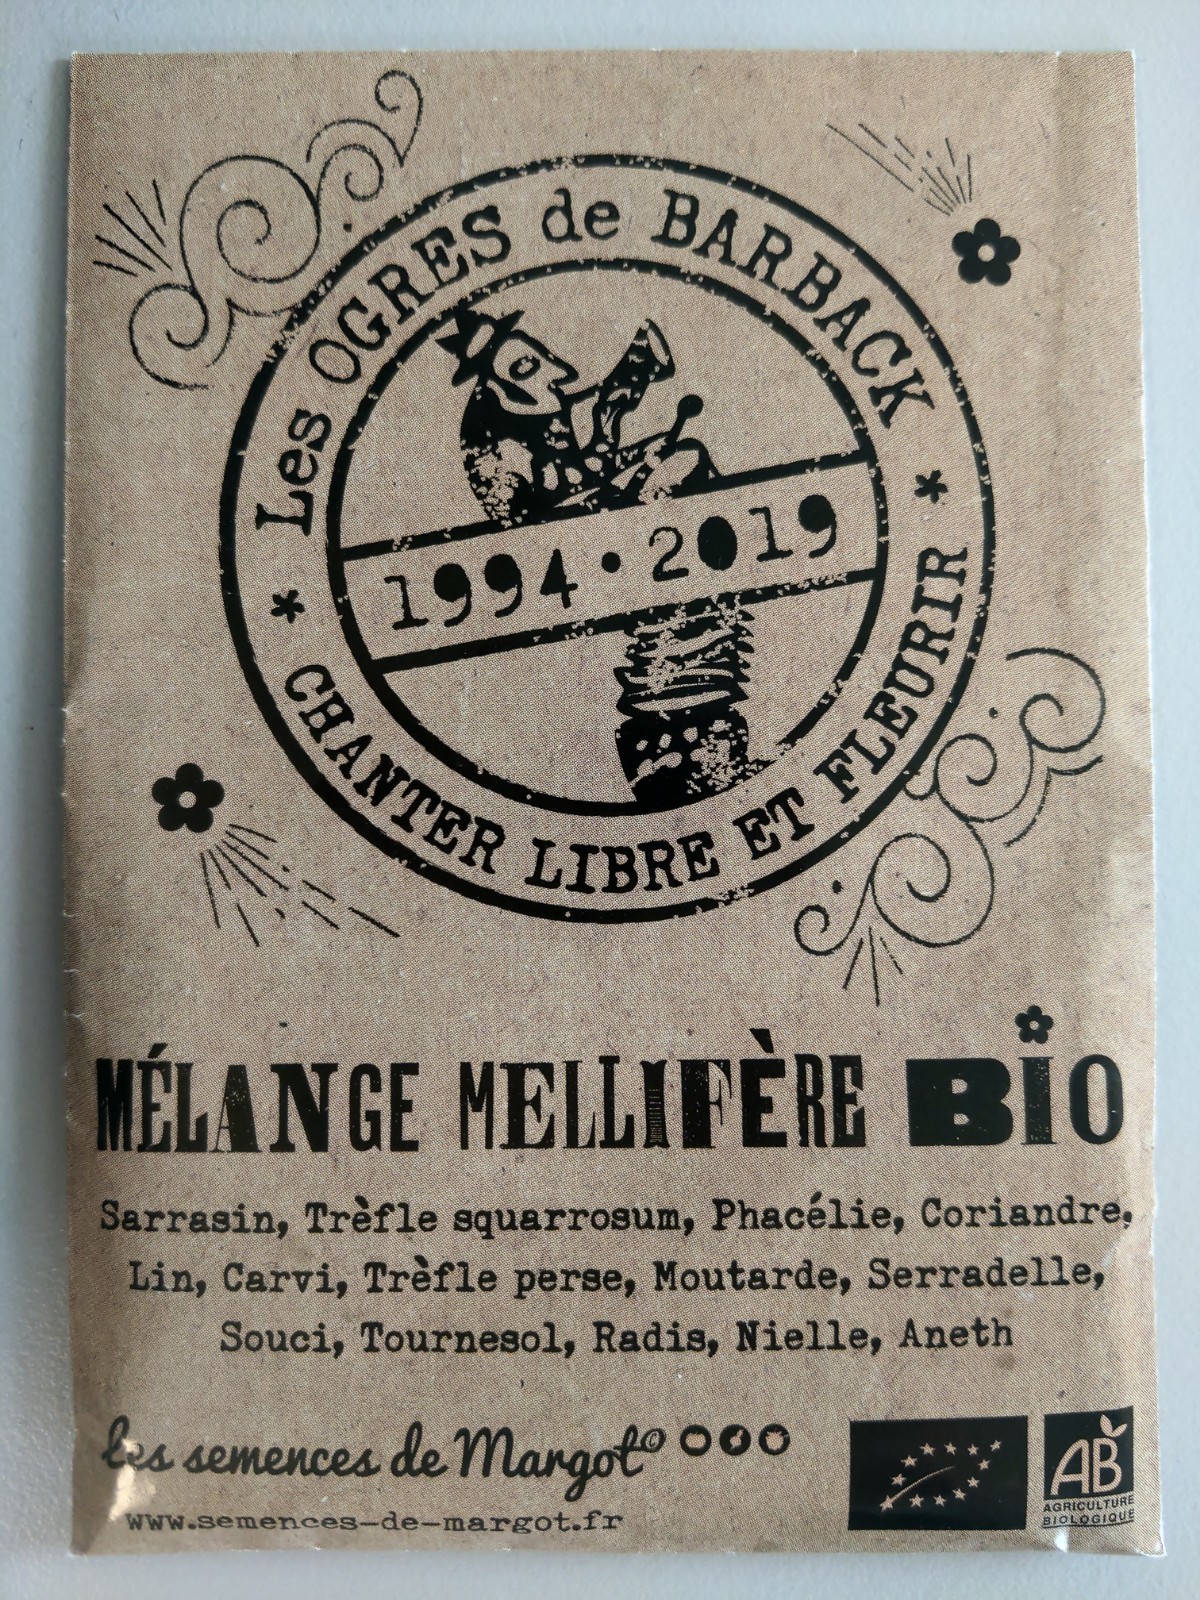 Les OGRES de BARBACK
1994 • 2019
* CHANTER LIBRE ET FLEURIR *
MÉLANGE MELLIFÈRE BIO
Sarrasin, Trèfle squarrosum, Phacélie, Coriandre,
Lin, Carvi, Trèfle perse, Moutarde, Serradelle,
Souci, Tournesol, Radis, Nielle, Aneth
les semences de Margot©
www.semences-de-margot.fr
AB
AGRICULTURE
BIOLOGIQUE